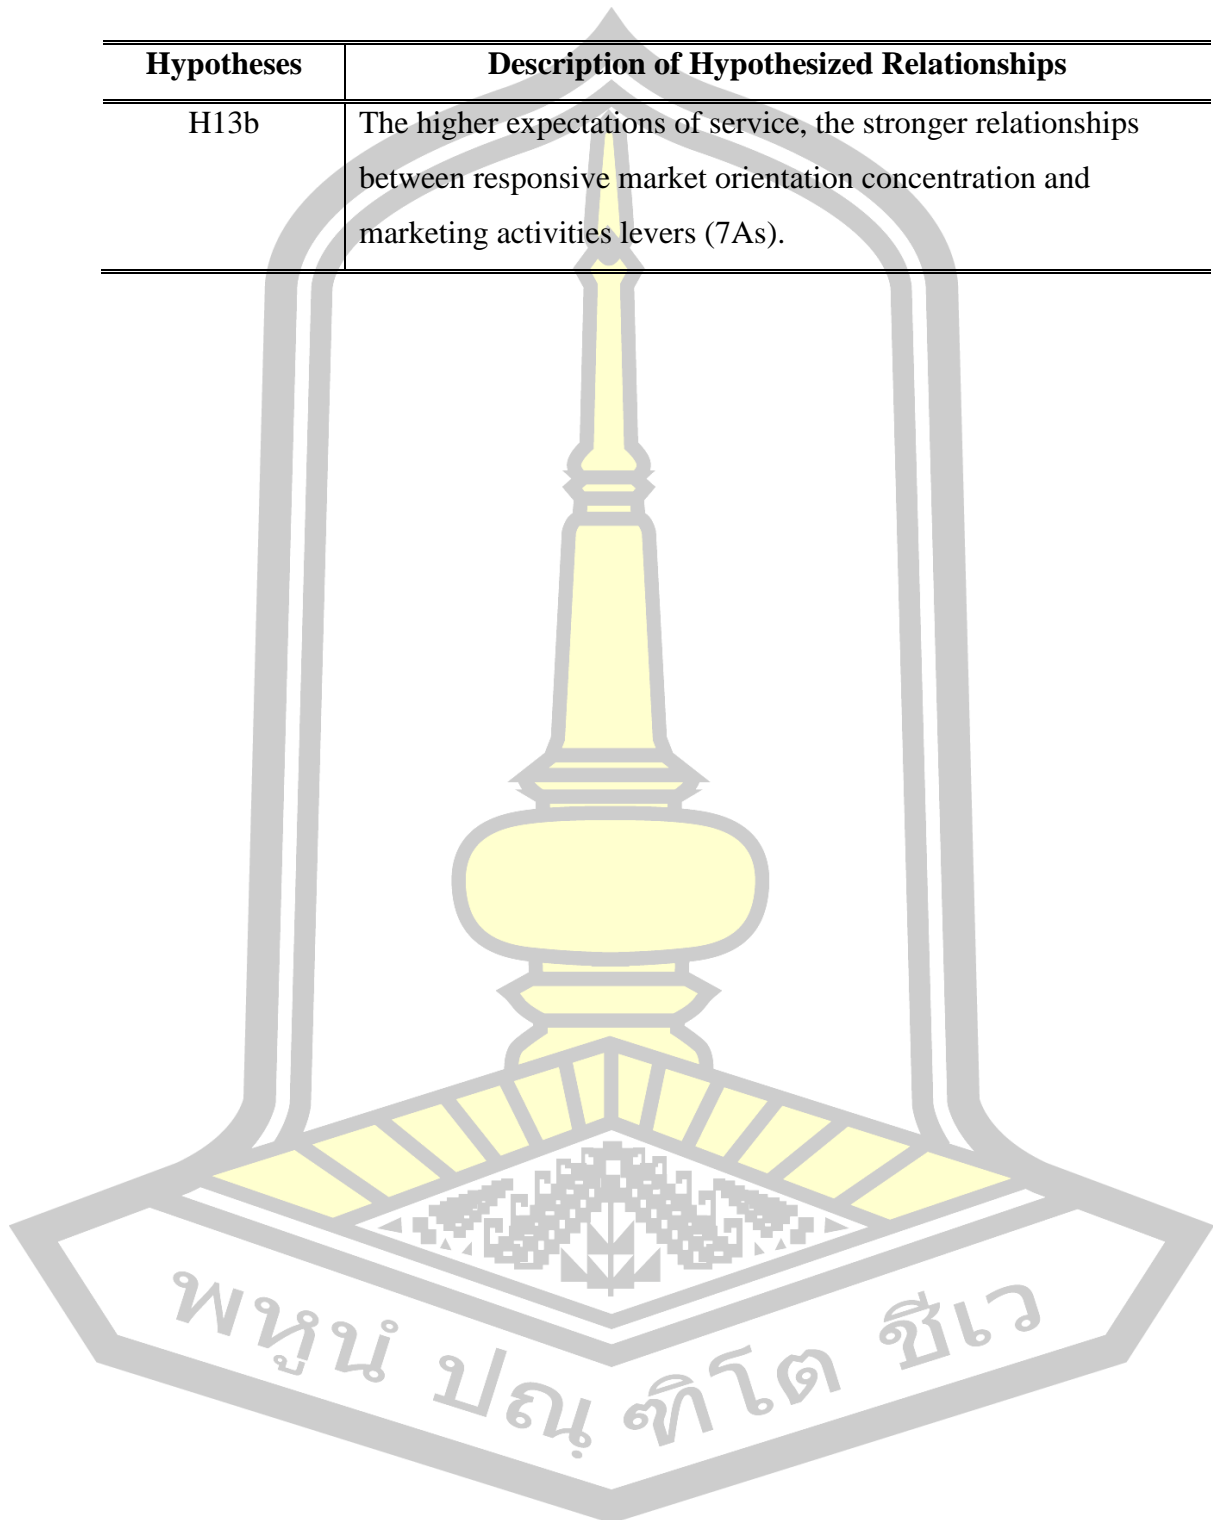 Hypotheses Description of Hypothesized Relationships
H13b The higher expectations of service, the stronger relationships
between responsive market orientation concentration and
marketing activities levers (7As).
พหูนํ ปณฺฑิโต ชีเว